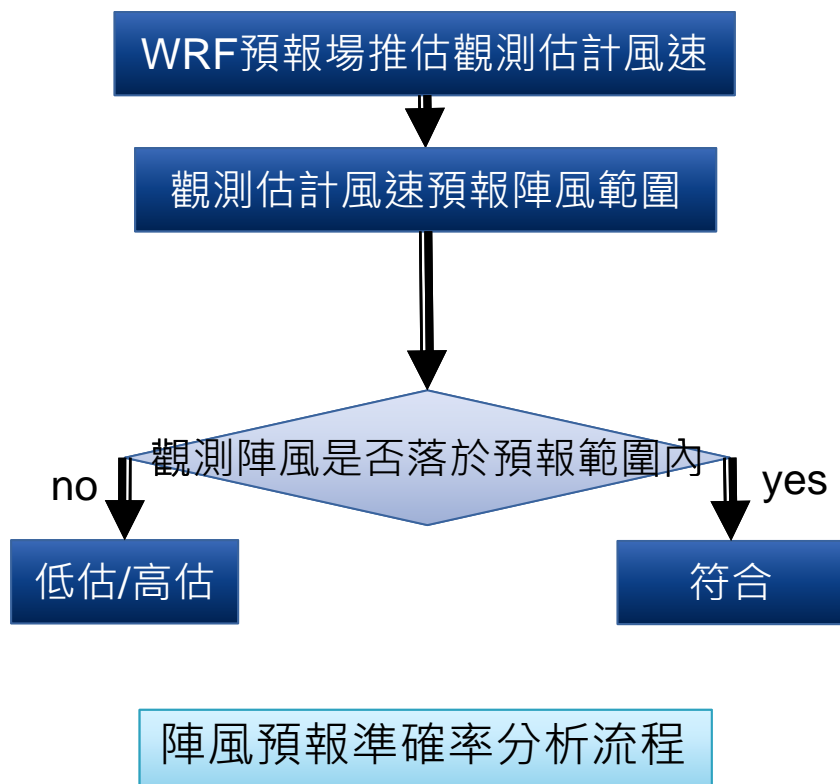 WRF預報場推估觀測估計風速
觀測估計風速預報陣風範圍
觀測陣風是否落於預報範圍內
no
yes
低估/高估
符合
陣風預報準確率分析流程